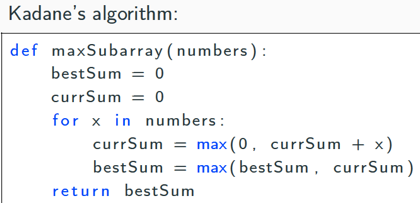 Kadane's algorithm:
def maxSubarray(numbers):
    bestSum = 0
    currSum = 0
    for x in numbers:
        currSum = max(0, currSum + x)
        bestSum = max(bestSum, currSum)
    return bestSum